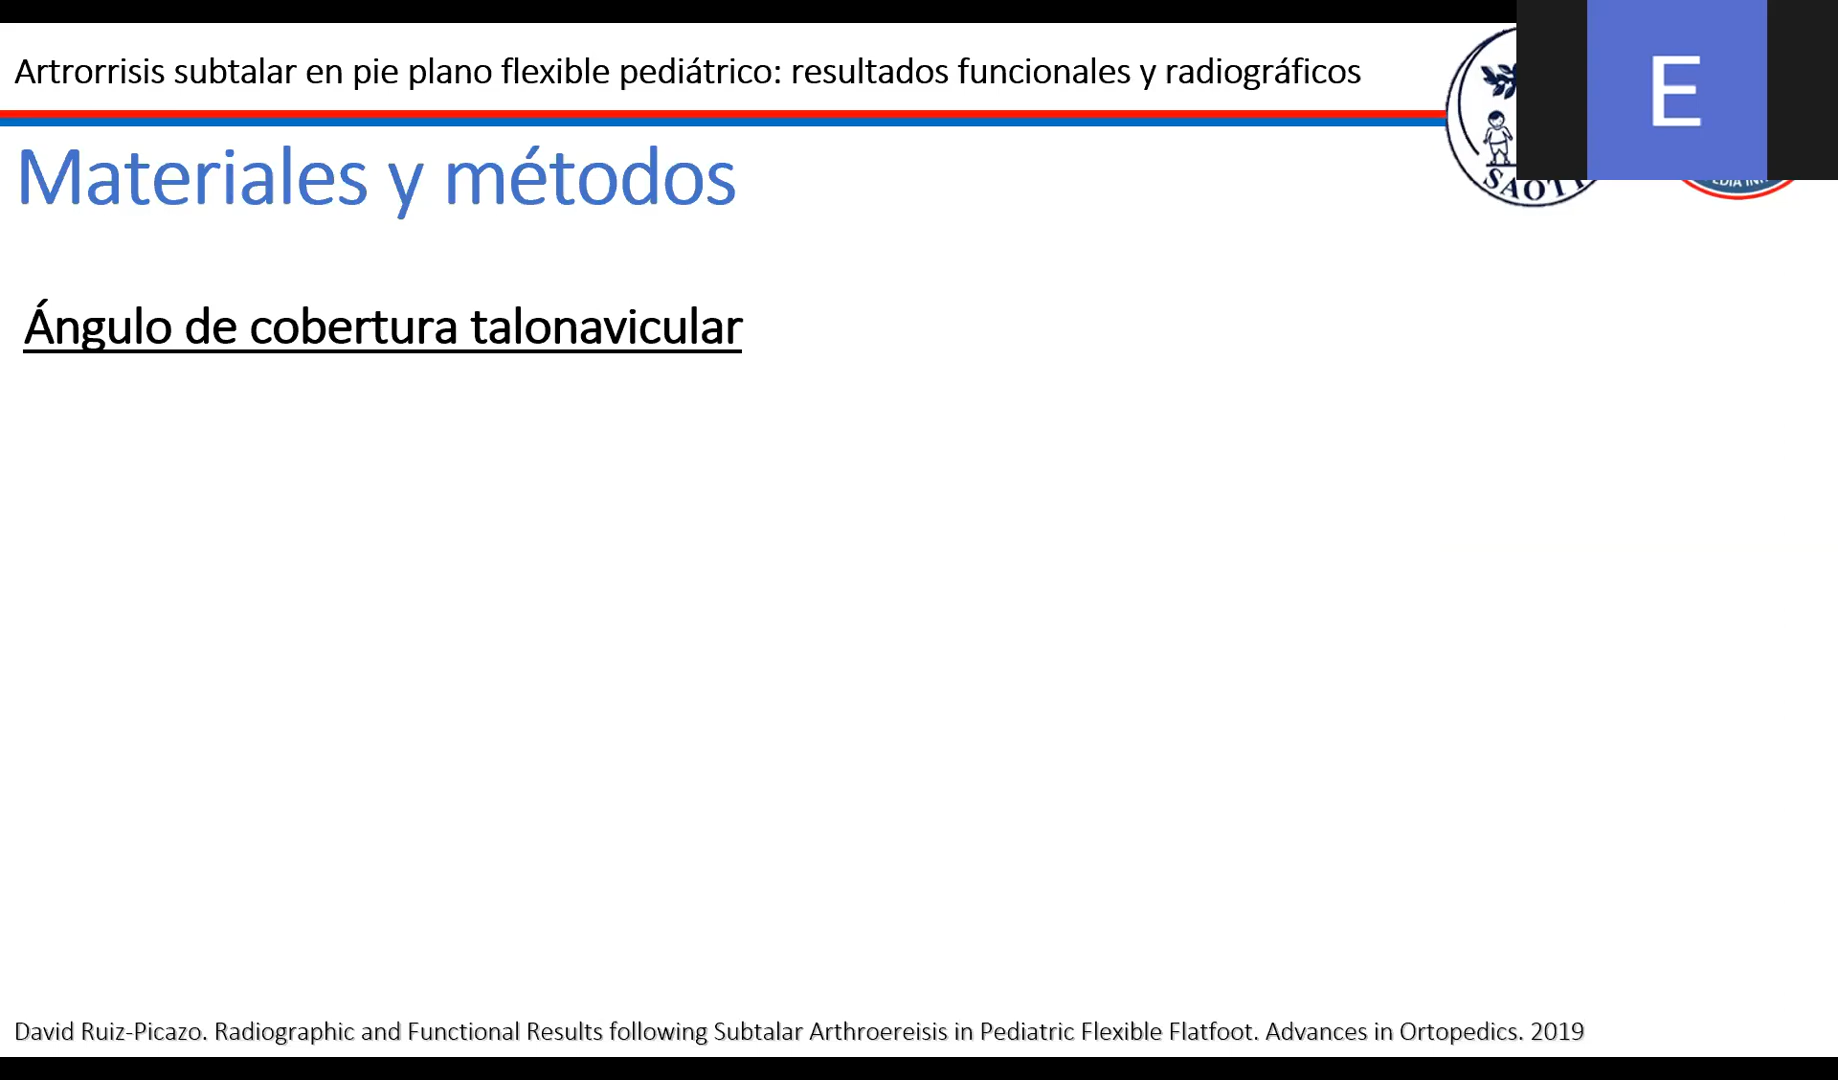 Artrorrisis subtalar en pie plano flexible pediátrico: resultados funcionales y radiográficos
E
Materiales y métodos
Ángulo de cobertura talonavicular
David Ruiz-Picazo. Radiographic and Functional Results following Subtalar Arthroereisis in Pediatric Flexible Flatfoot. Advances in Ortopedics. 2019